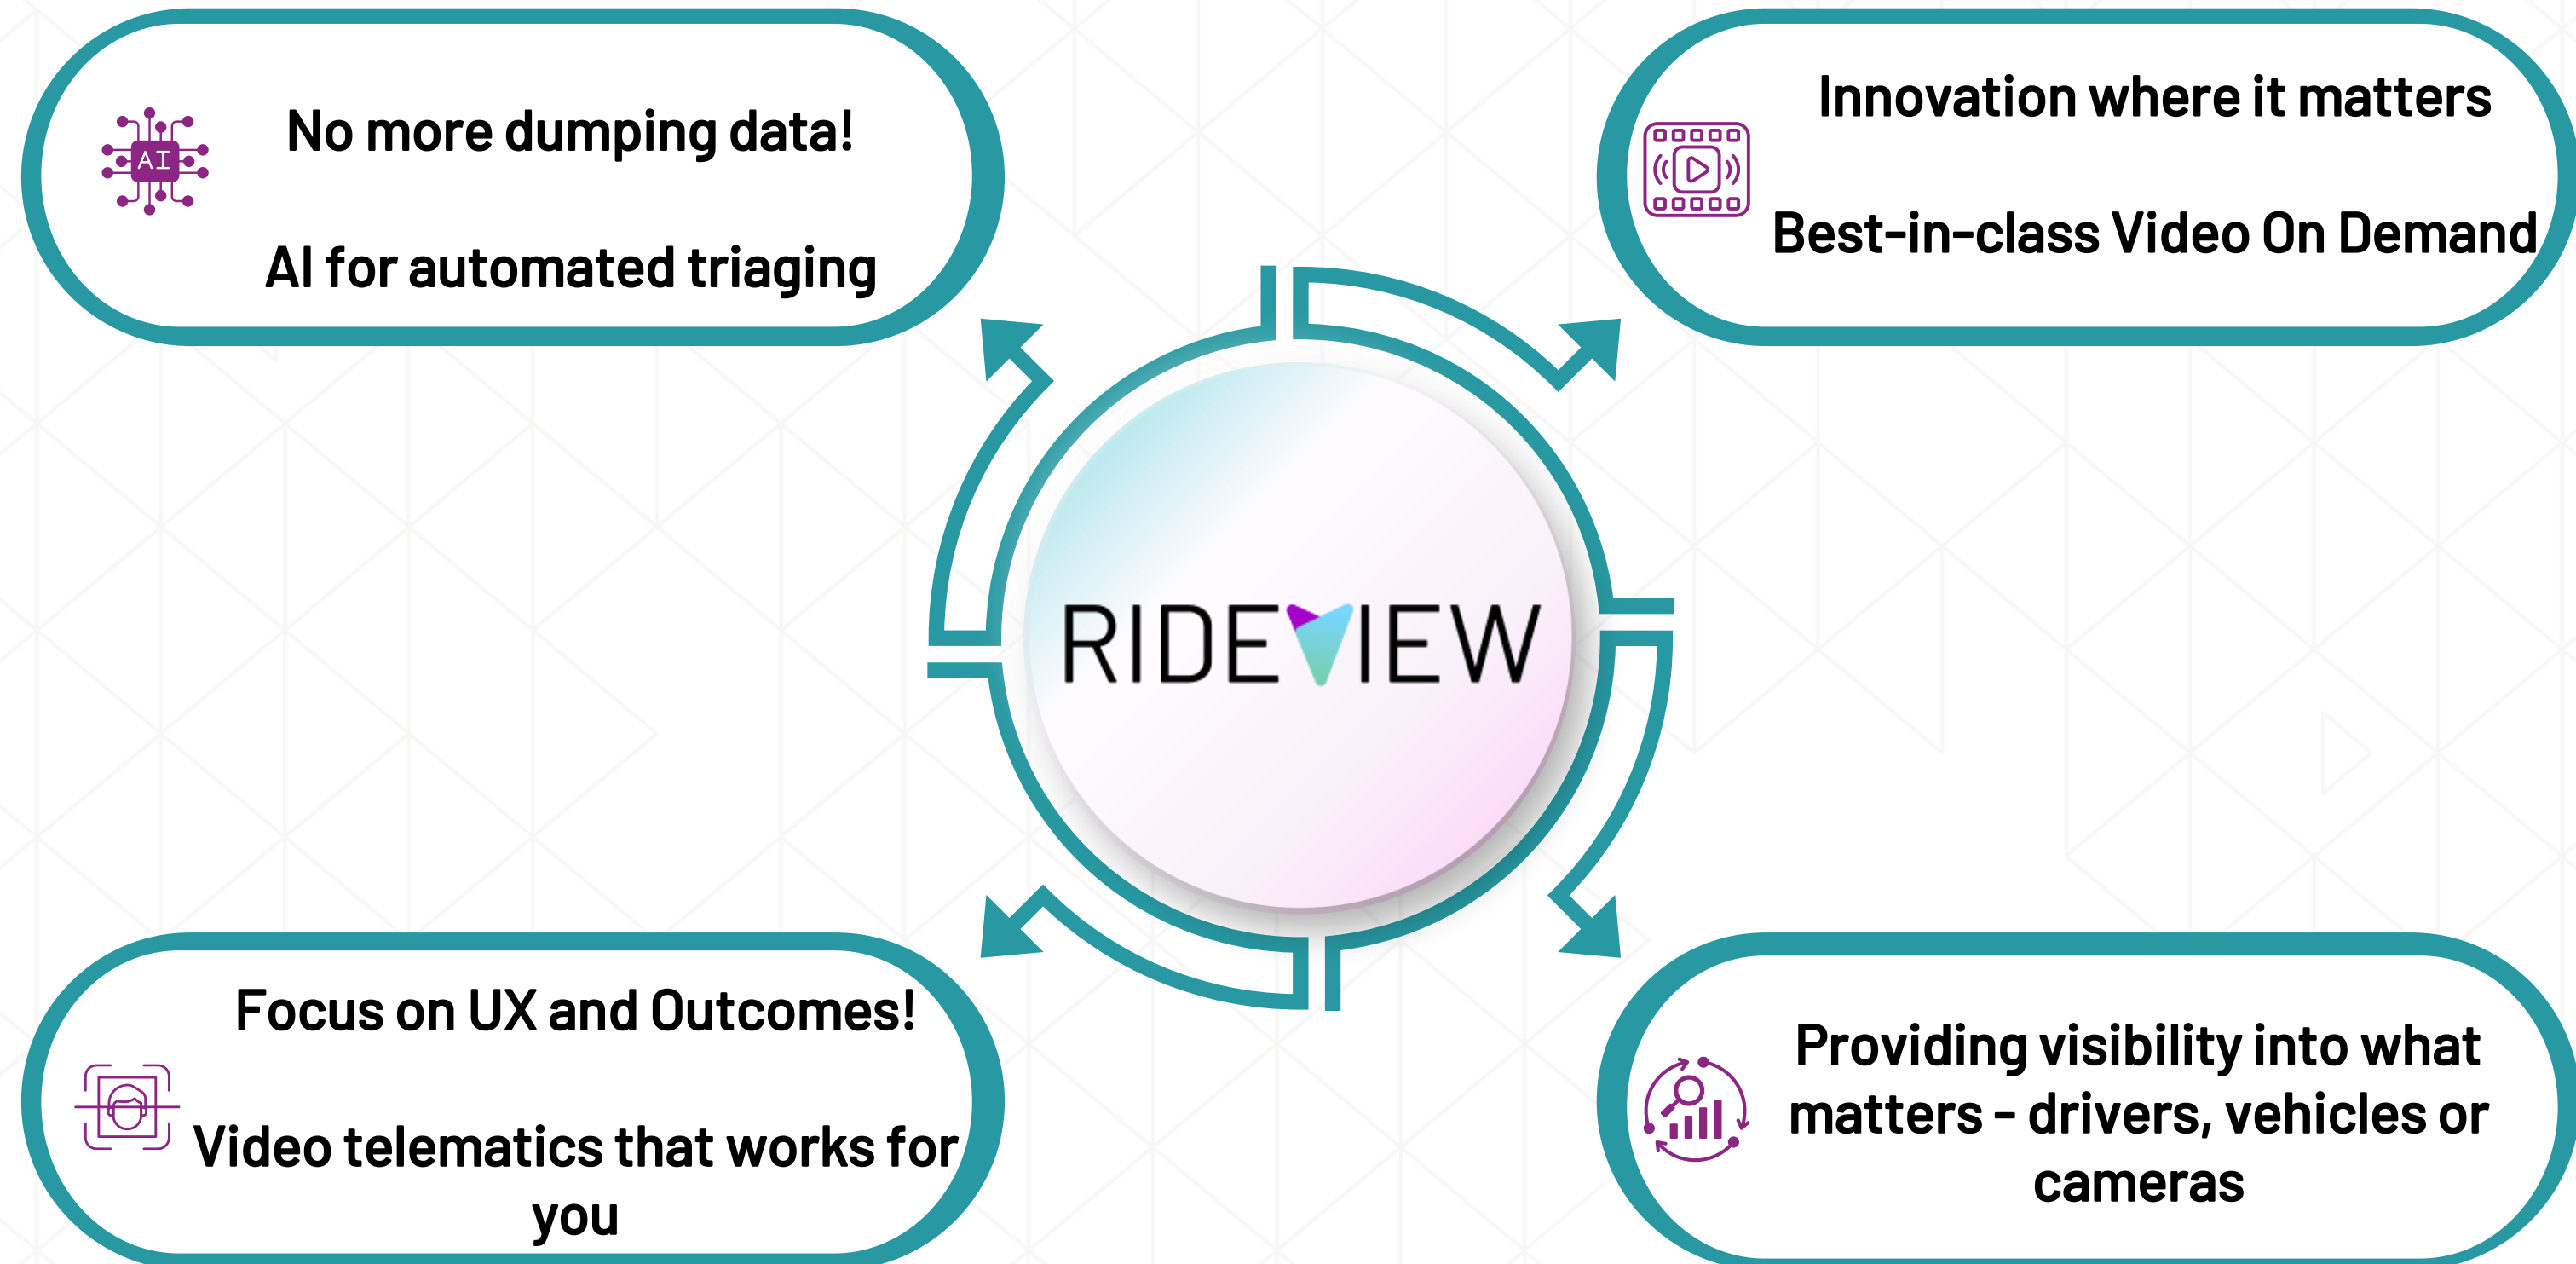 No more dumping data!
AI for automated triaging
AI
Innovation where it matters
Best-in-class Video On Demand
RIDEVIEW
Focus on UX and Outcomes!
Video telematics that works for
you
Providing visibility into what
matters - drivers, vehicles or
cameras